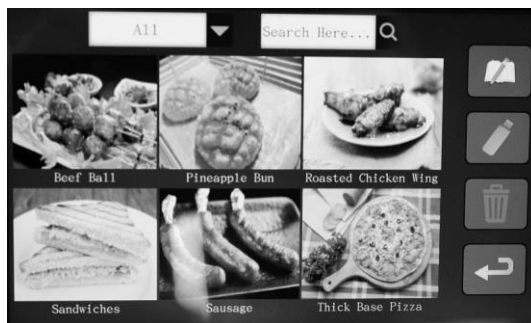 All
Search Here...
Beef Ball
Pineapple Bun
Roasted Chicken Wing
Sandwiches
Sausage
Thick Base Pizza